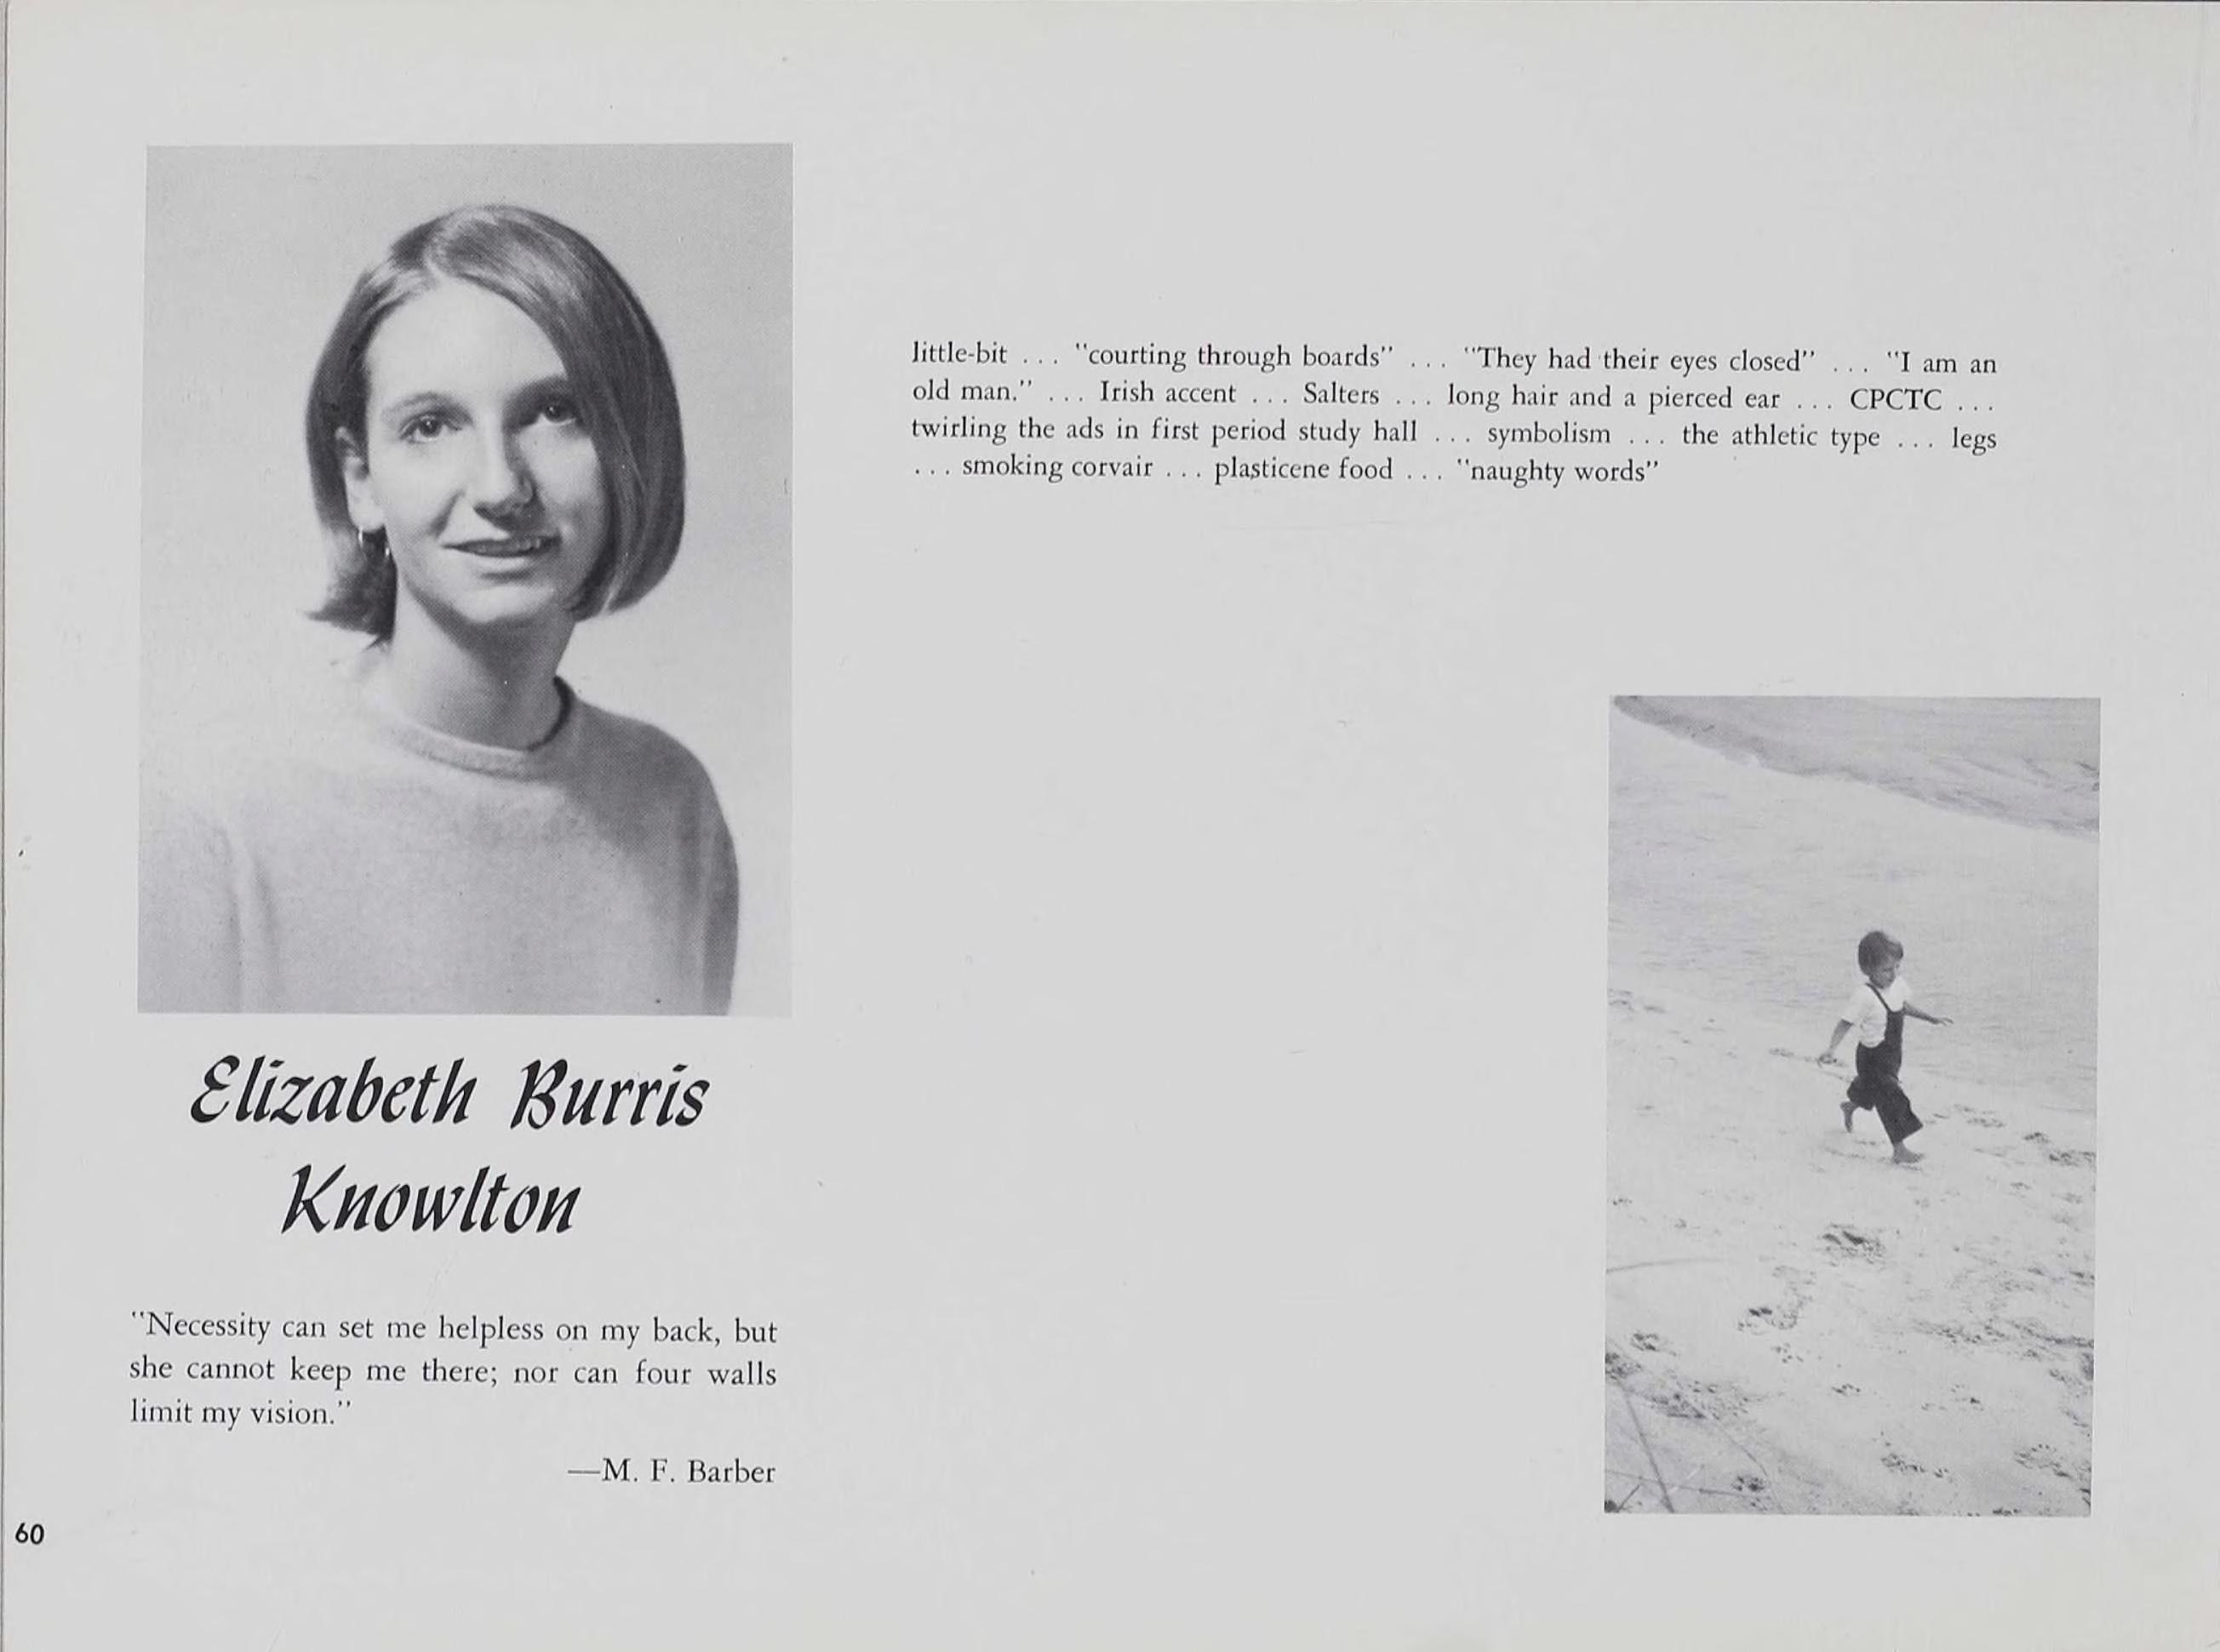 little-bit ... "courting through boards" ... "They had their eyes closed" ... "I am an
old man." ... Irish accent ... Salters ... long hair and a pierced ear ... CPCTC ...
twirling the ads in first period study hall ... symbolism ... the athletic type ... legs
... smoking corvair ... plasticene food ... "naughty words"
Elizabeth Burris
Knowlton
"Necessity can set me helpless on my back, but
she cannot keep me there; nor can four walls
limit my vision."
—M. F. Barber
60